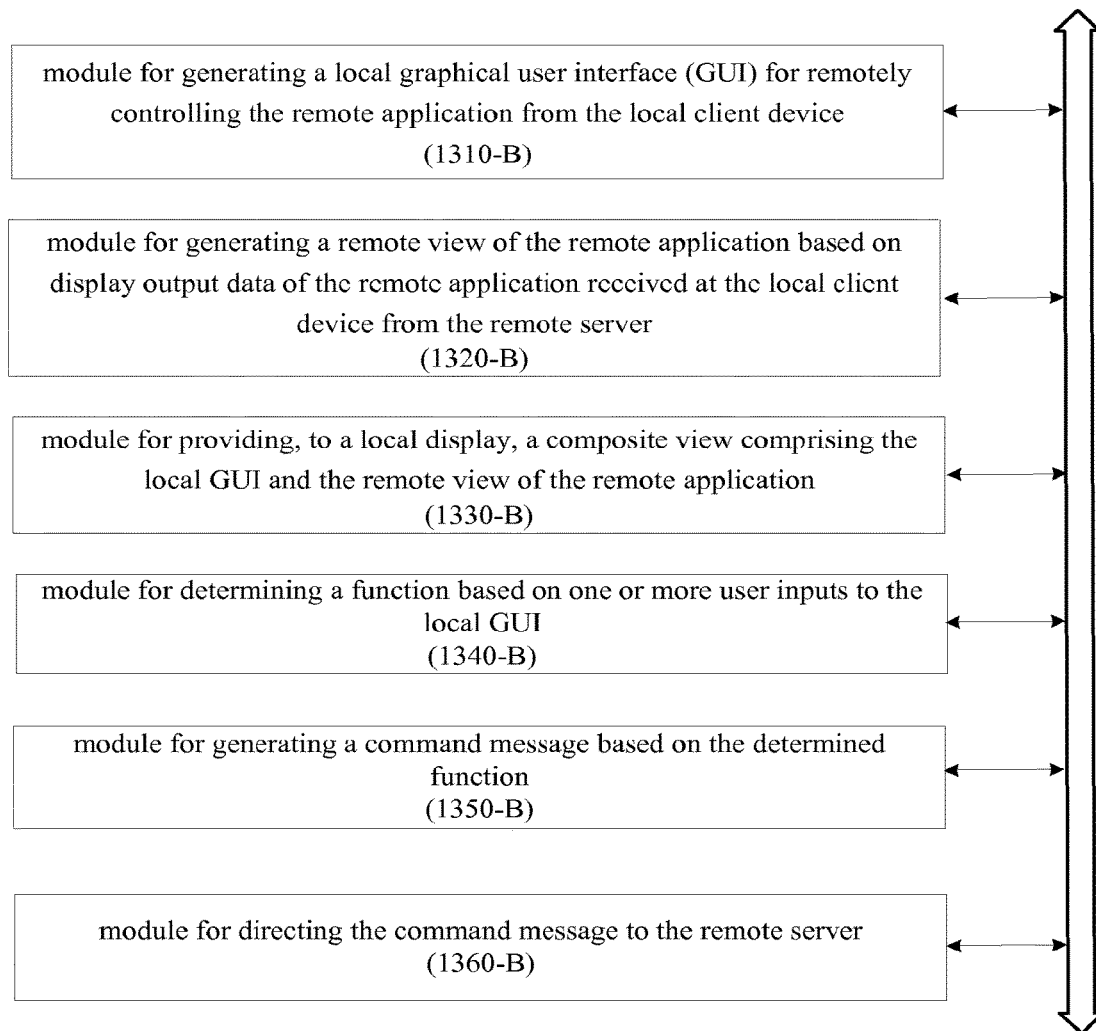 module for generating a local graphical user interface (GUI) for remotely
controlling the remote application from the local client device
(1310-B)
module for generating a remote view of the remote application based on
display output data of the remote application received at the local client
device from the remote server
(1320-B)
module for providing, to a local display, a composite view comprising the
local GUI and the remote view of the remote application
(1330-B)
module for determining a function based on one or more user inputs to the
local GUI
(1340-B)
module for generating a command message based on the determined
function
(1350-B)
module for directing the command message to the remote server
(1360-B)